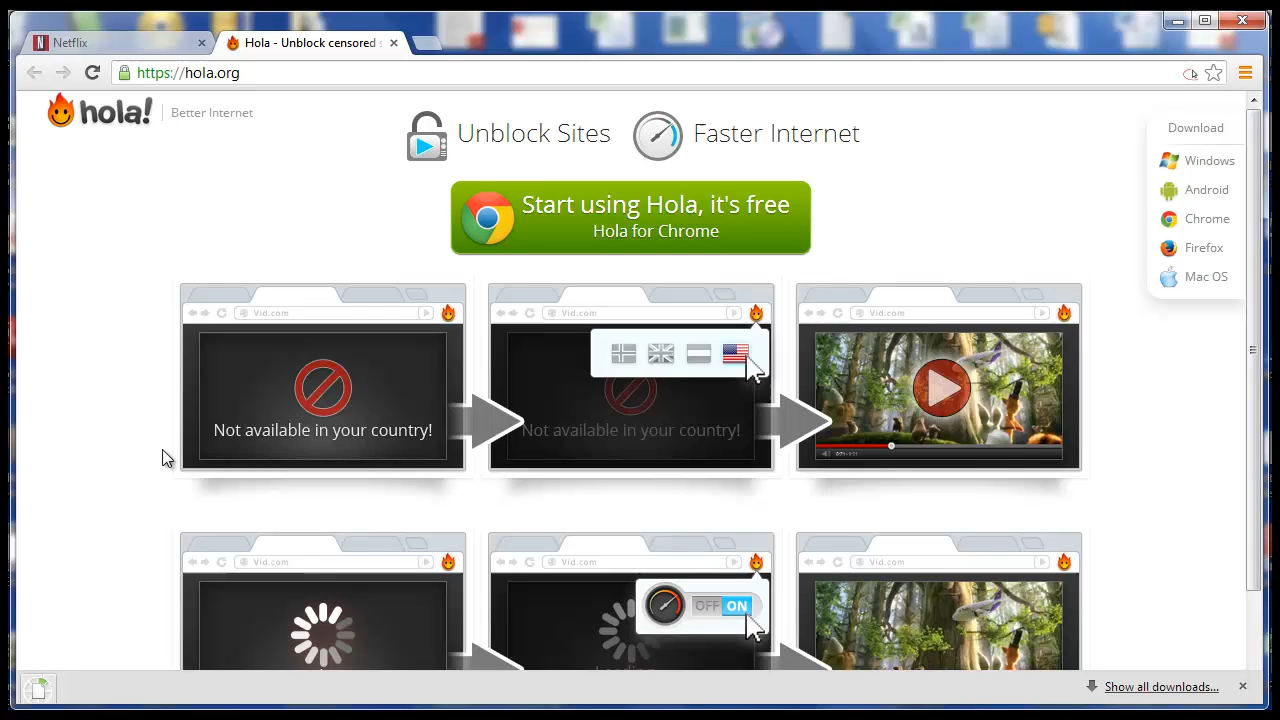 Netflix
Hola - Unblock censored s
https://hola.org
hola!
Better Internet
Unblock Sites
Faster Internet
Start using Hola, it's free
Hola for Chrome
Download
Windows
Android
Chrome
Firefox
Mac OS
Vid.com
Vid.com
Vid.com
Not available in your country!
Not available in your country!
Vid.com
Vid.com
Vid.com
OFF
ON
Loading
Show all downloads...